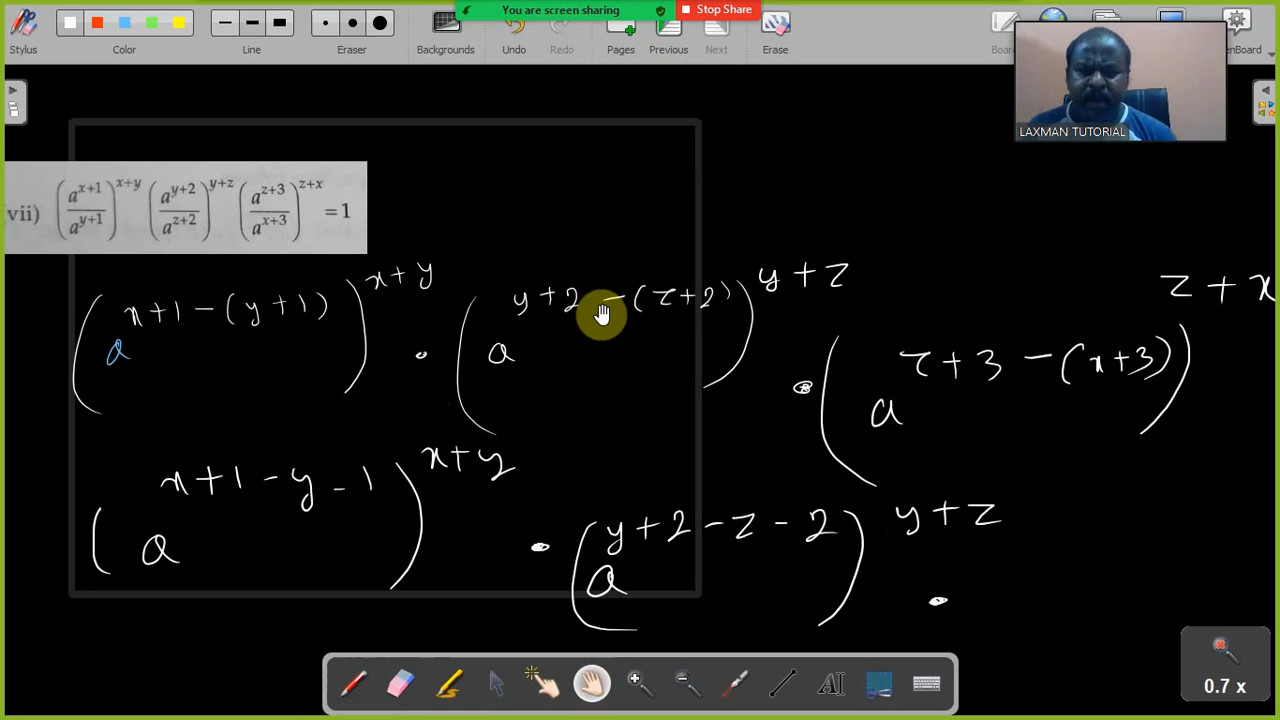 You are screen sharing Stop Share
Stylus Color Line Eraser Backgrounds Undo Redo Pages Previous Next Erase
LAXMAN TUTORIAL
vii) (a^{x+1}/a^{y+1})^{x+y} (a^{y+2}/a^{z+2})^{y+z} (a^{z+3}/a^{x+3})^{z+x} = 1
(a^{x+1-(y+1)})^{x+y} · (a^{y+2-(z+2)})^{y+z} · (a^{z+3-(x+3)})^{z+x}
(a^{x+1-y-1})^{x+y} · (a^{y+2-z-2})^{y+z} ·
0.7 x